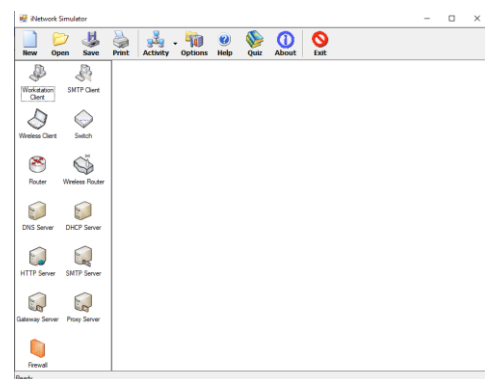 iNetwork Simulator
New Open Save Print Activity Options Help Quiz About Exit
Workstation Client
SMTP Client
Wireless Client
Switch
Router
Wireless Router
DNS Server
DHCP Server
HTTP Server
SMTP Server
Gateway Server
Proxy Server
Firewall
Ready